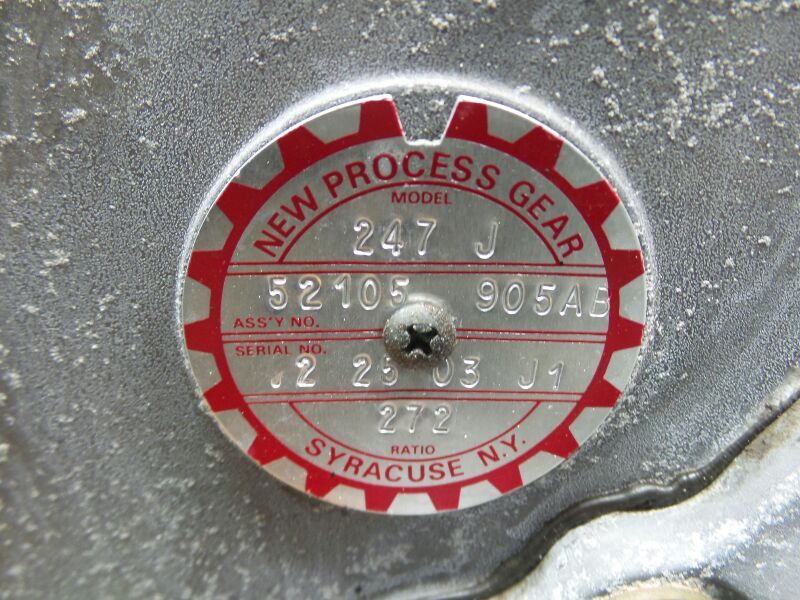 NEW PROCESS GEAR
MODEL
247 J
52105 905AB
ASS'Y NO.
SERIAL NO.
2 25 03 J1
272
RATIO
SYRACUSE N.Y.